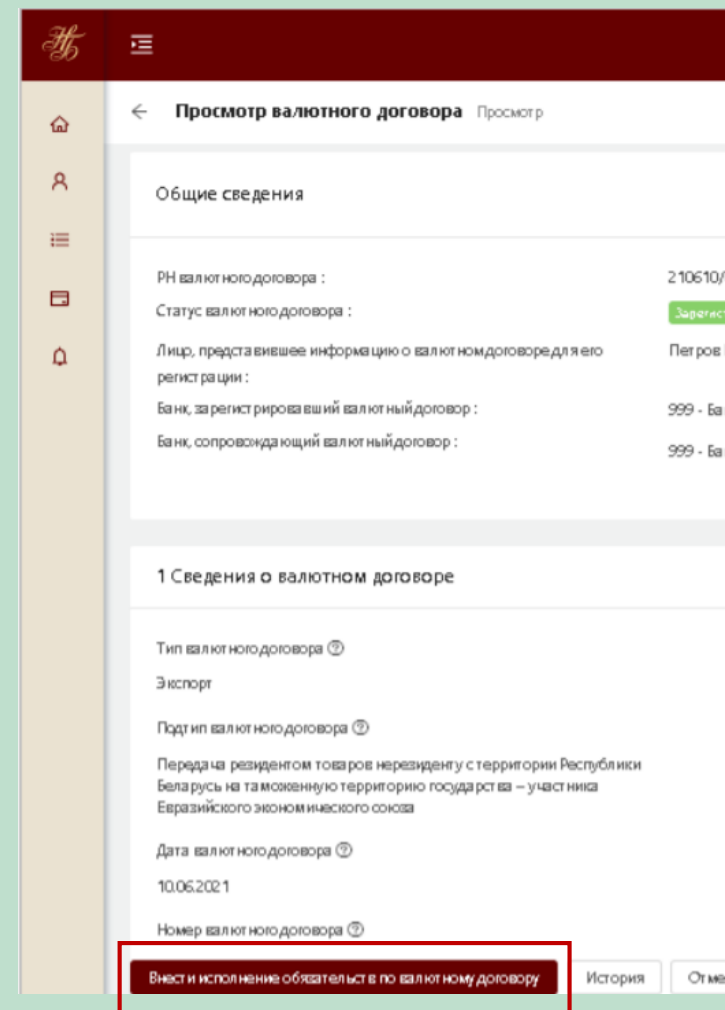 НБ
Просмотр валютного договора Просмотр
Общие сведения
РН валютного договора : 210610/
Статус валютного договора : Зарегист
Лицо, представившее информацию о валютном договоре для его Петров
регистрации :
Банк, зарегистрировавший валютный договор : 999 - Ба
Банк, сопровождающий валютный договор : 999 - Ба
1 Сведения о валютном договоре
Тип валютного договора ?
Экспорт
Подтип валютного договора ?
Передача резидентом товаров нерезиденту с территории Республики
Беларусь на таможенную территорию государства – участника
Евразийского экономического союза
Дата валютного договора ?
10.06.2021
Номер валютного договора ?
Внести исполнение обязательств по валютному договору История Отме